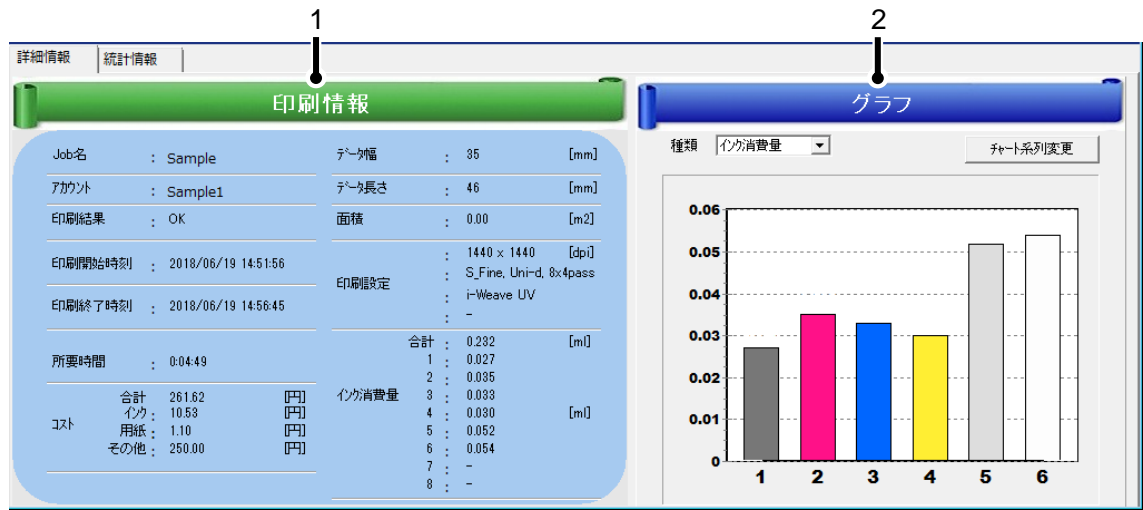 1
2
詳細情報
統計情報
印刷情報
Job名 : Sample
アカウント : Sample1
印刷結果 : OK
印刷開始時刻 : 2018/06/19 14:51:56
印刷終了時刻 : 2018/06/19 14:56:45
所要時間 : 0:04:49
コスト
合計 261.62 [円]
インク : 10.53 [円]
用紙 : 1.10 [円]
その他 : 250.00 [円]
データ幅 : 35 [mm]
データ長さ : 46 [mm]
面積 : 0.00 [m2]
印刷設定
: 1440 x 1440 [dpi]
: S_Fine, Uni-d, 8x4pass
: i-Weave UV
: -
インク消費量
合計 : 0.232 [ml]
1 : 0.027
2 : 0.035
3 : 0.033
4 : 0.030 [ml]
5 : 0.052
6 : 0.054
7 : -
8 : -
グラフ
種類 インク消費量
チャート系列変更
0.06
0.05
0.04
0.03
0.02
0.01
0
1 2 3 4 5 6